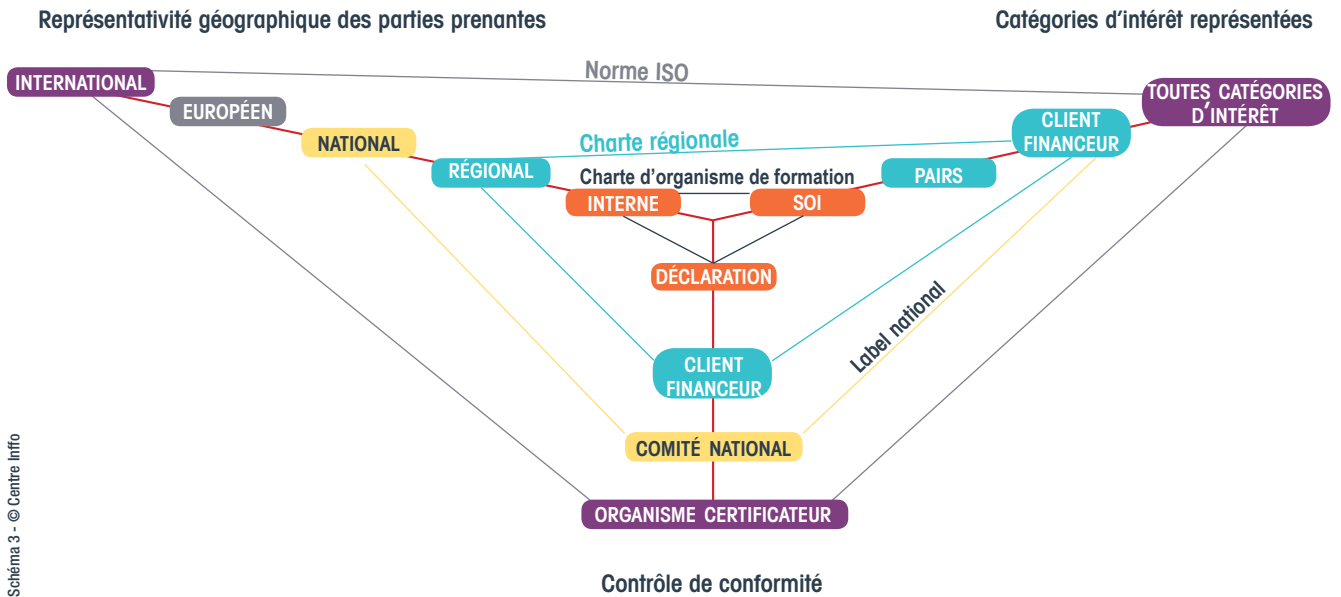 Représentativité géographique des parties prenantes
Catégories d'intérêt représentées
INTERNATIONAL
Norme ISO
TOUTES CATÉGORIES
D'INTÉRÊT
EUROPÉEN
CLIENT
FINANCEUR
NATIONAL
Charte régionale
RÉGIONAL
Charte d'organisme de formation
PAIRS
INTERNE
SOI
DÉCLARATION
Label national
CLIENT
FINANCEUR
COMITÉ NATIONAL
ORGANISME CERTIFICATEUR
Contrôle de conformité
Schéma 3 - © Centre Inffo